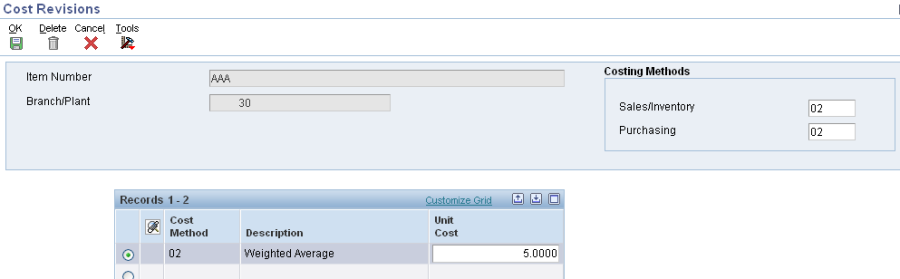 Cost Revisions
OK Delete Cancel Tools
Item Number AAA
Branch/Plant 30
Costing Methods
Sales/Inventory 02
Purchasing 02
Records 1 - 2 Customize Grid
Cost Method Description Unit Cost
02 Weighted Average 5.0000